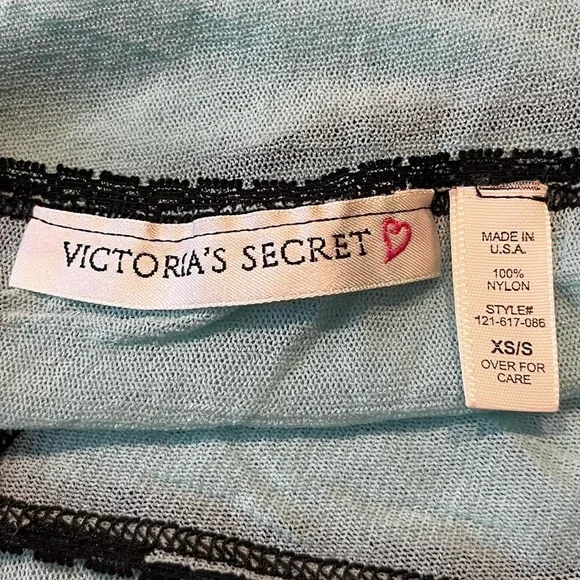 VICTORIA'S SECRET
MADE IN
U.S.A.
100%
NYLON
STYLE#
121-617-086
XS/S
OVER FOR
CARE